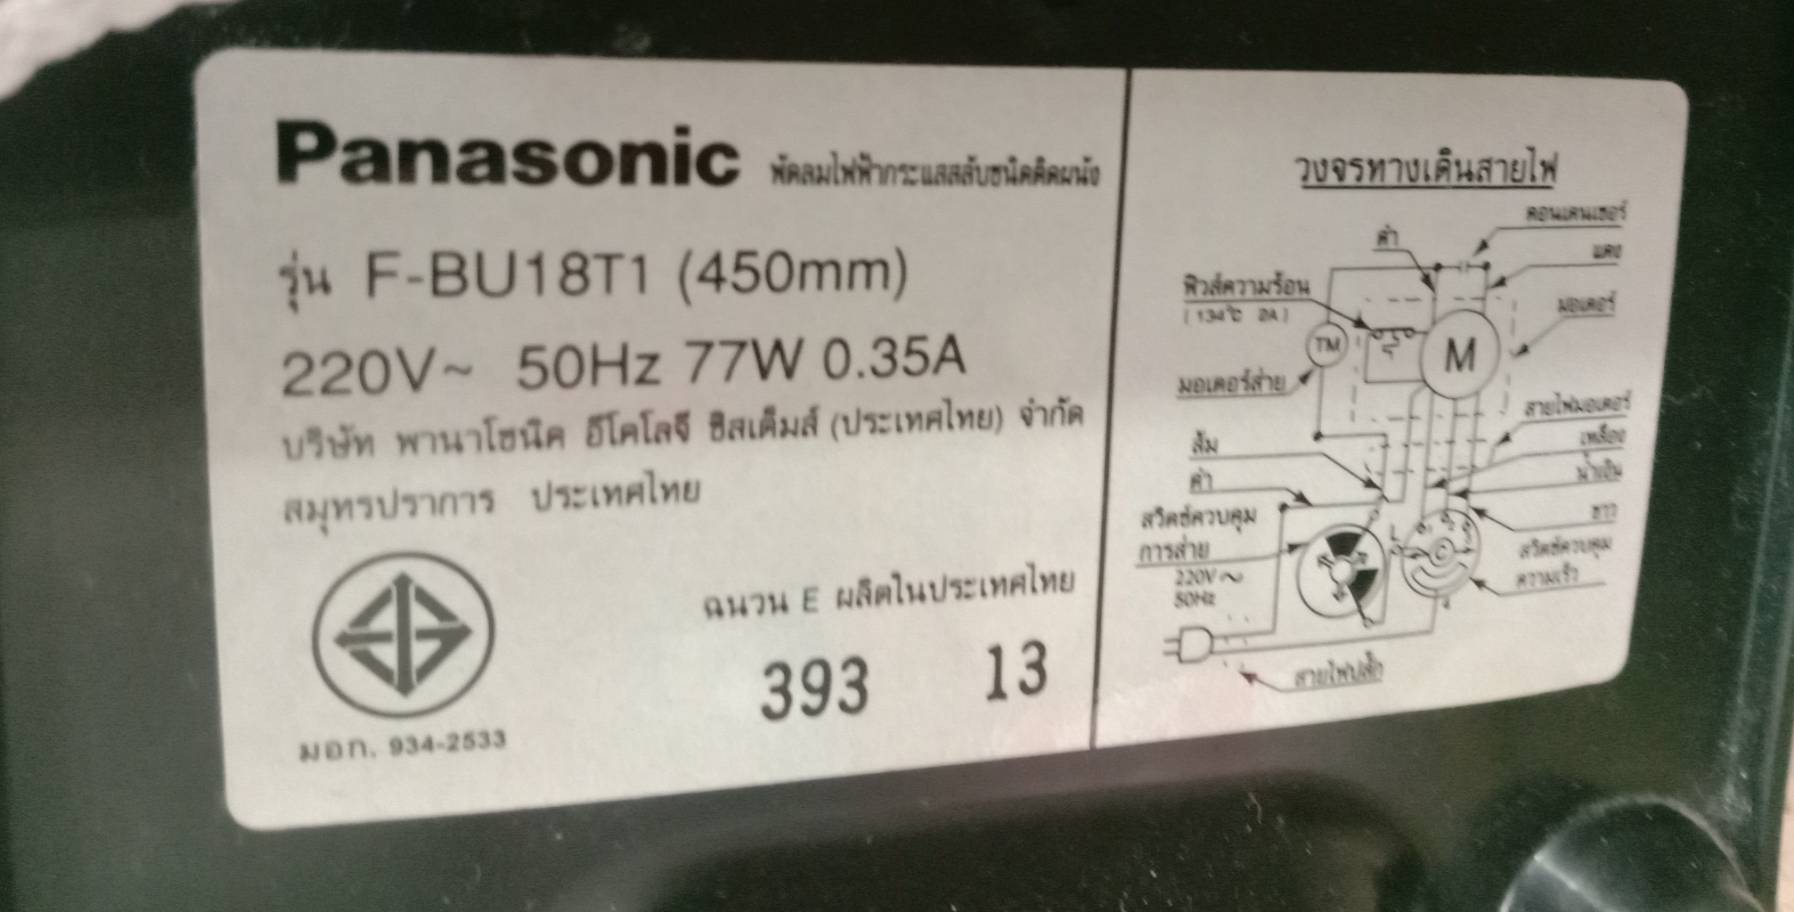 Panasonic พัดลมไฟฟ้ากระแสสลับชนิดติดผนัง
รุ่น F-BU18T1 (450mm)
220V~ 50Hz 77W 0.35A
บริษัท พานาโซนิค อีโคโลจี ซิสเต็มส์ (ประเทศไทย) จำกัด
สมุทรปราการ ประเทศไทย
ฉนวน E ผลิตในประเทศไทย
393 13
มอก. 934-2533
วงจรทางเดินสายไฟ
คอนเดนเซอร์
ดำ
แดง
ฟิวส์ความร้อน
(134°C 2A)
มอเตอร์
TM
M
มอเตอร์ส่าย
สายไฟมอเตอร์
ส้ม
เหลือง
ดำ
น้ำเงิน
ขาว
สวิตซ์ควบคุม
การส่าย
สวิตซ์ควบคุม
ความเร็ว
L
1
2
3
C
220V~
50Hz
สายไฟปลั๊ก